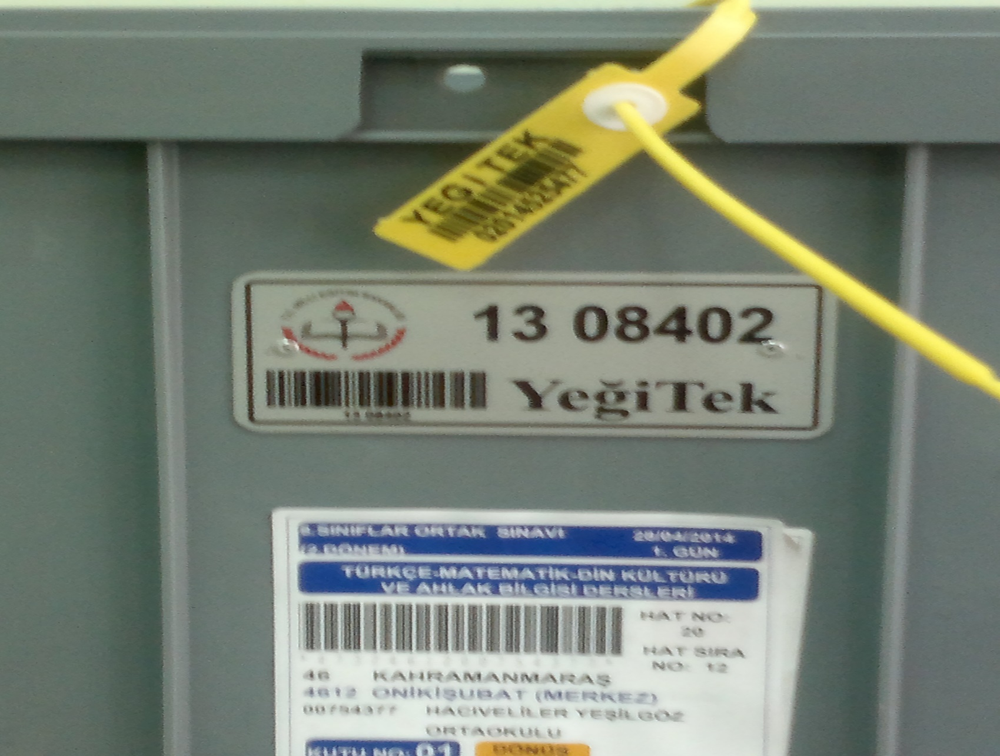 YEĞİTEK
13 08402
YeğiTek
13 08402
8.SINIFLAR ORTAK SINAVI
28/04/2014
(2.DÖNEM)
1. GÜN
TÜRKÇE-MATEMATİK-DİN KÜLTÜRÜ
VE AHLAK BİLGİSİ DERSLERİ
HAT NO:
20
HAT SIRA
NO: 12
46 KAHRAMANMARAŞ
4612 ONİKİŞUBAT (MERKEZ)
00754377 HACIVELİLER YEŞİLGÖZ
ORTAOKULU
KUTU NO: 01
DÖNÜŞ